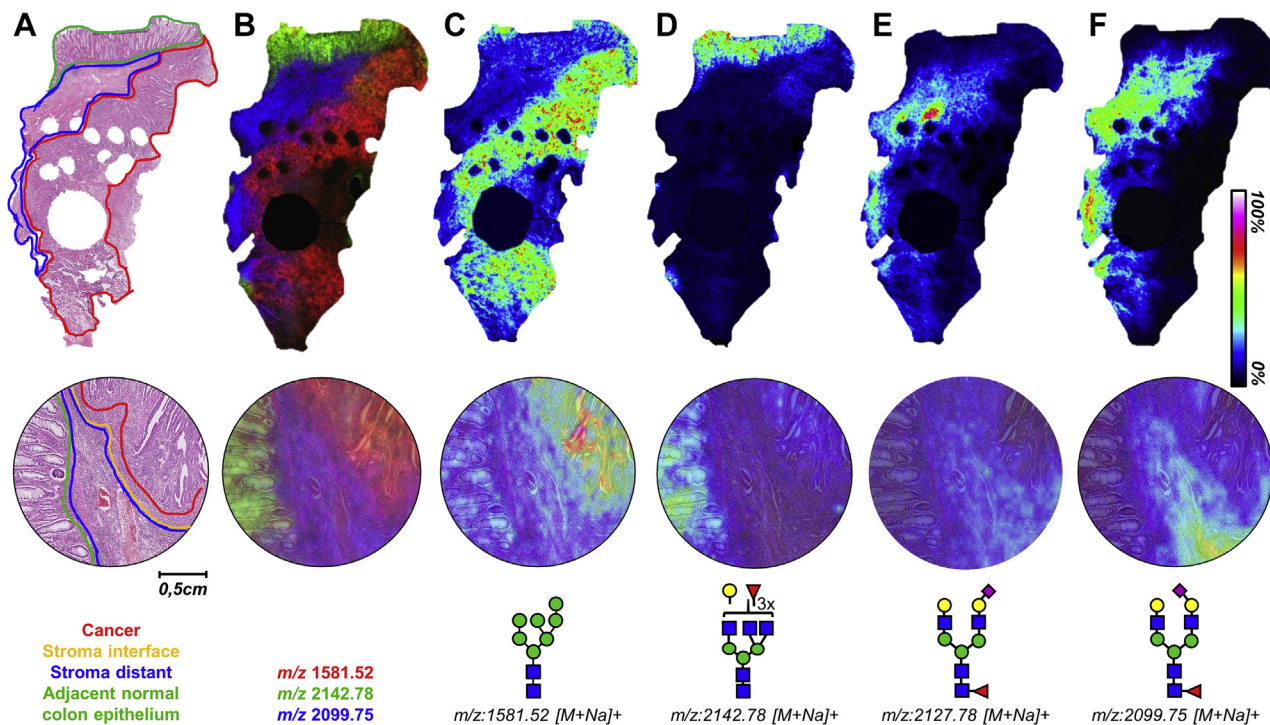 A B C D E F
100%
0%
0,5cm
3x
Cancer
Stroma interface
Stroma distant
Adjacent normal
colon epithelium
m/z 1581.52
m/z 2142.78
m/z 2099.75
m/z:1581.52 [M+Na]+
m/z:2142.78 [M+Na]+
m/z:2127.78 [M+Na]+
m/z:2099.75 [M+Na]+